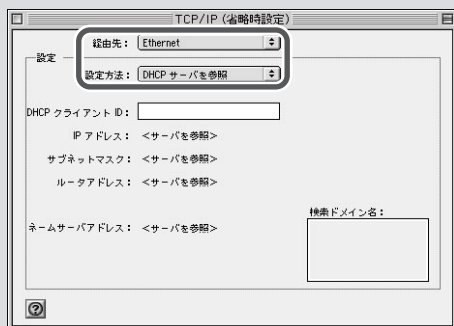 TCP/IP (省略時設定)
経由先： Ethernet
設定
設定方法： DHCP サーバを参照
DHCP クライアント ID：
IP アドレス： <サーバを参照>
サブネットマスク： <サーバを参照>
ルータアドレス： <サーバを参照>
検索ドメイン名：
ネームサーバアドレス： <サーバを参照>
?